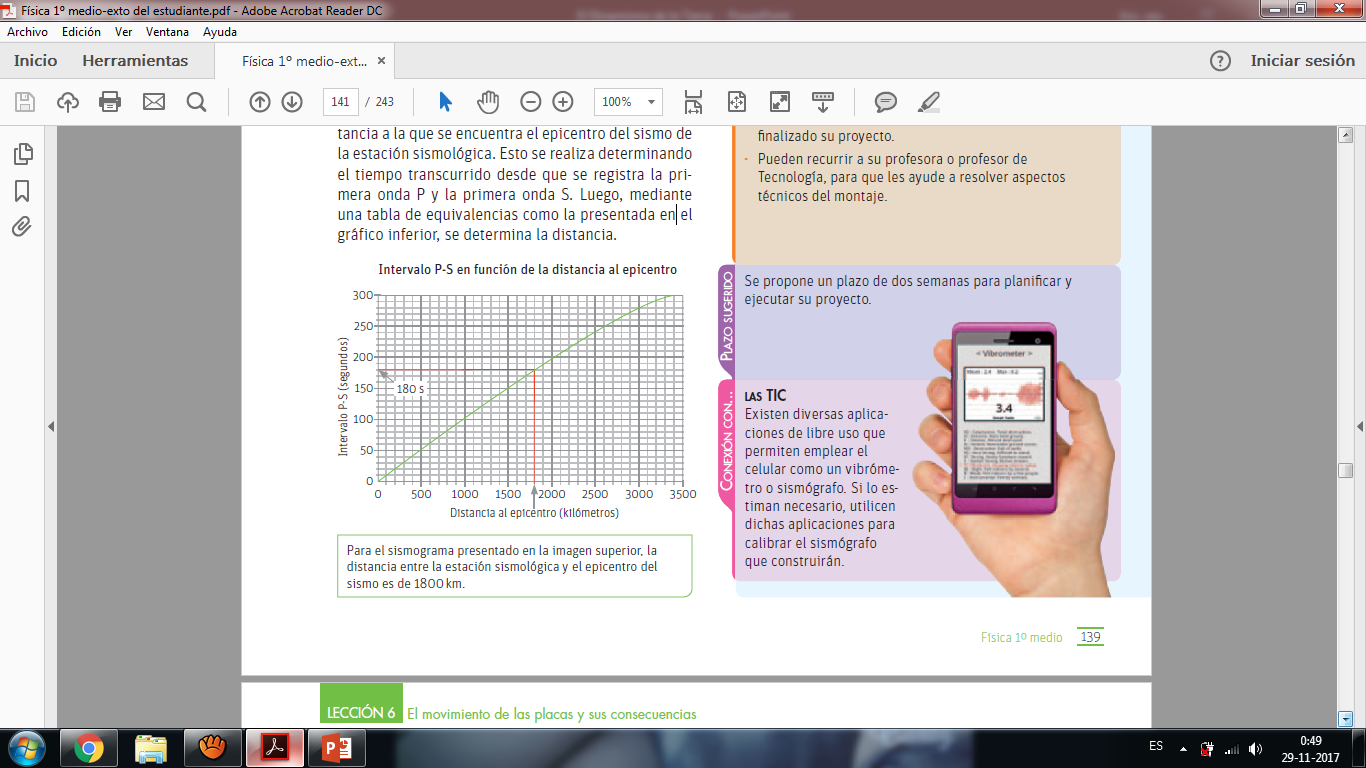 Física 1º medio-exto del estudiante.pdf - Adobe Acrobat Reader DC
Archivo Edición Ver Ventana Ayuda
Inicio Herramientas Física 1º medio-ext... Iniciar sesión
141 / 243 100%
tancia a la que se encuentra el epicentro del sismo de
la estación sismológica. Esto se realiza determinando
el tiempo transcurrido desde que se registra la pri-
mera onda P y la primera onda S. Luego, mediante
una tabla de equivalencias como la presentada en el
gráfico inferior, se determina la distancia.
Intervalo P-S en función de la distancia al epicentro
Intervalo P-S (segundos)
300
250
200
150
100
50
0
180 s
0 500 1000 1500 2000 2500 3000 3500
Distancia al epicentro (kilómetros)
Para el sismograma presentado en la imagen superior, la
distancia entre la estación sismológica y el epicentro del
sismo es de 1800 km.
finalizado su proyecto.
- Pueden recurrir a su profesora o profesor de
Tecnología, para que les ayude a resolver aspectos
técnicos del montaje.
PLAZO SUGERIDO
Se propone un plazo de dos semanas para planificar y
ejecutar su proyecto.
CONEXIÓN CON...
LAS TIC
Existen diversas aplica-
ciones de libre uso que
permiten emplear el
celular como un vibróme-
tro o sismógrafo. Si lo es-
timan necesario, utilicen
dichas aplicaciones para
calibrar el sismógrafo
que construirán.
< Vibrometer >
3.4
Física 1º medio 139
LECCIÓN 6 El movimiento de las placas y sus consecuencias
ES
0:49
29-11-2017